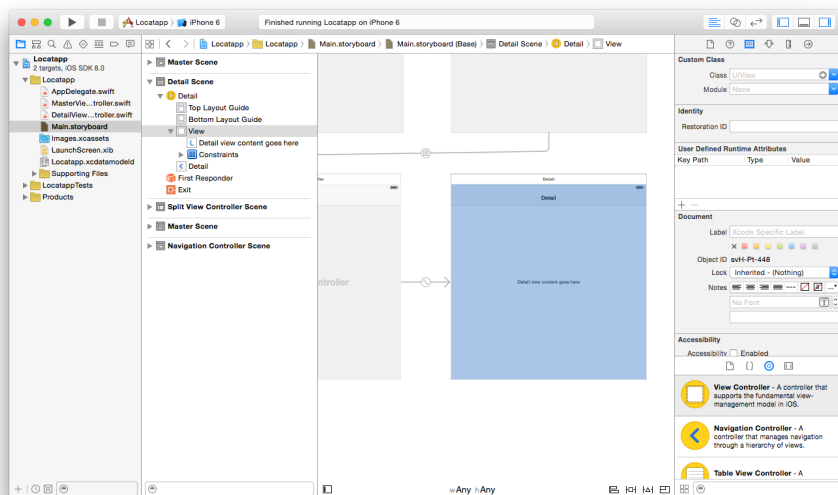 Locatapp › iPhone 6
Finished running Locatapp on iPhone 6
Locatapp › Locatapp › Main.storyboard › Main.storyboard (Base) › Detail Scene › Detail › View
Locatapp
2 targets, iOS SDK 8.0
Locatapp
AppDelegate.swift
MasterVie...troller.swift
DetailView...troller.swift
Main.storyboard
Images.xcassets
LaunchScreen.xib
Locatapp.xcdatamodeld
Supporting Files
LocatappTests
Products
Master Scene
Detail Scene
Detail
Top Layout Guide
Bottom Layout Guide
View
L Detail view content goes here
Constraints
Detail
First Responder
Exit
Split View Controller Scene
Master Scene
Navigation Controller Scene
ntroller
Detail
Detail
Detail view content goes here
wAny hAny
Custom Class
Class UIView
Module None
Identity
Restoration ID
User Defined Runtime Attributes
Key Path Type Value
Document
Label Xcode Specific Label
Object ID svH-Pt-448
Lock Inherited - (Nothing)
Notes
No Font
Accessibility
Accessibility Enabled
View Controller - A controller that
supports the fundamental view-
management model in iOS.
Navigation Controller - A
controller that manages navigation
through a hierarchy of views.
Table View Controller - A